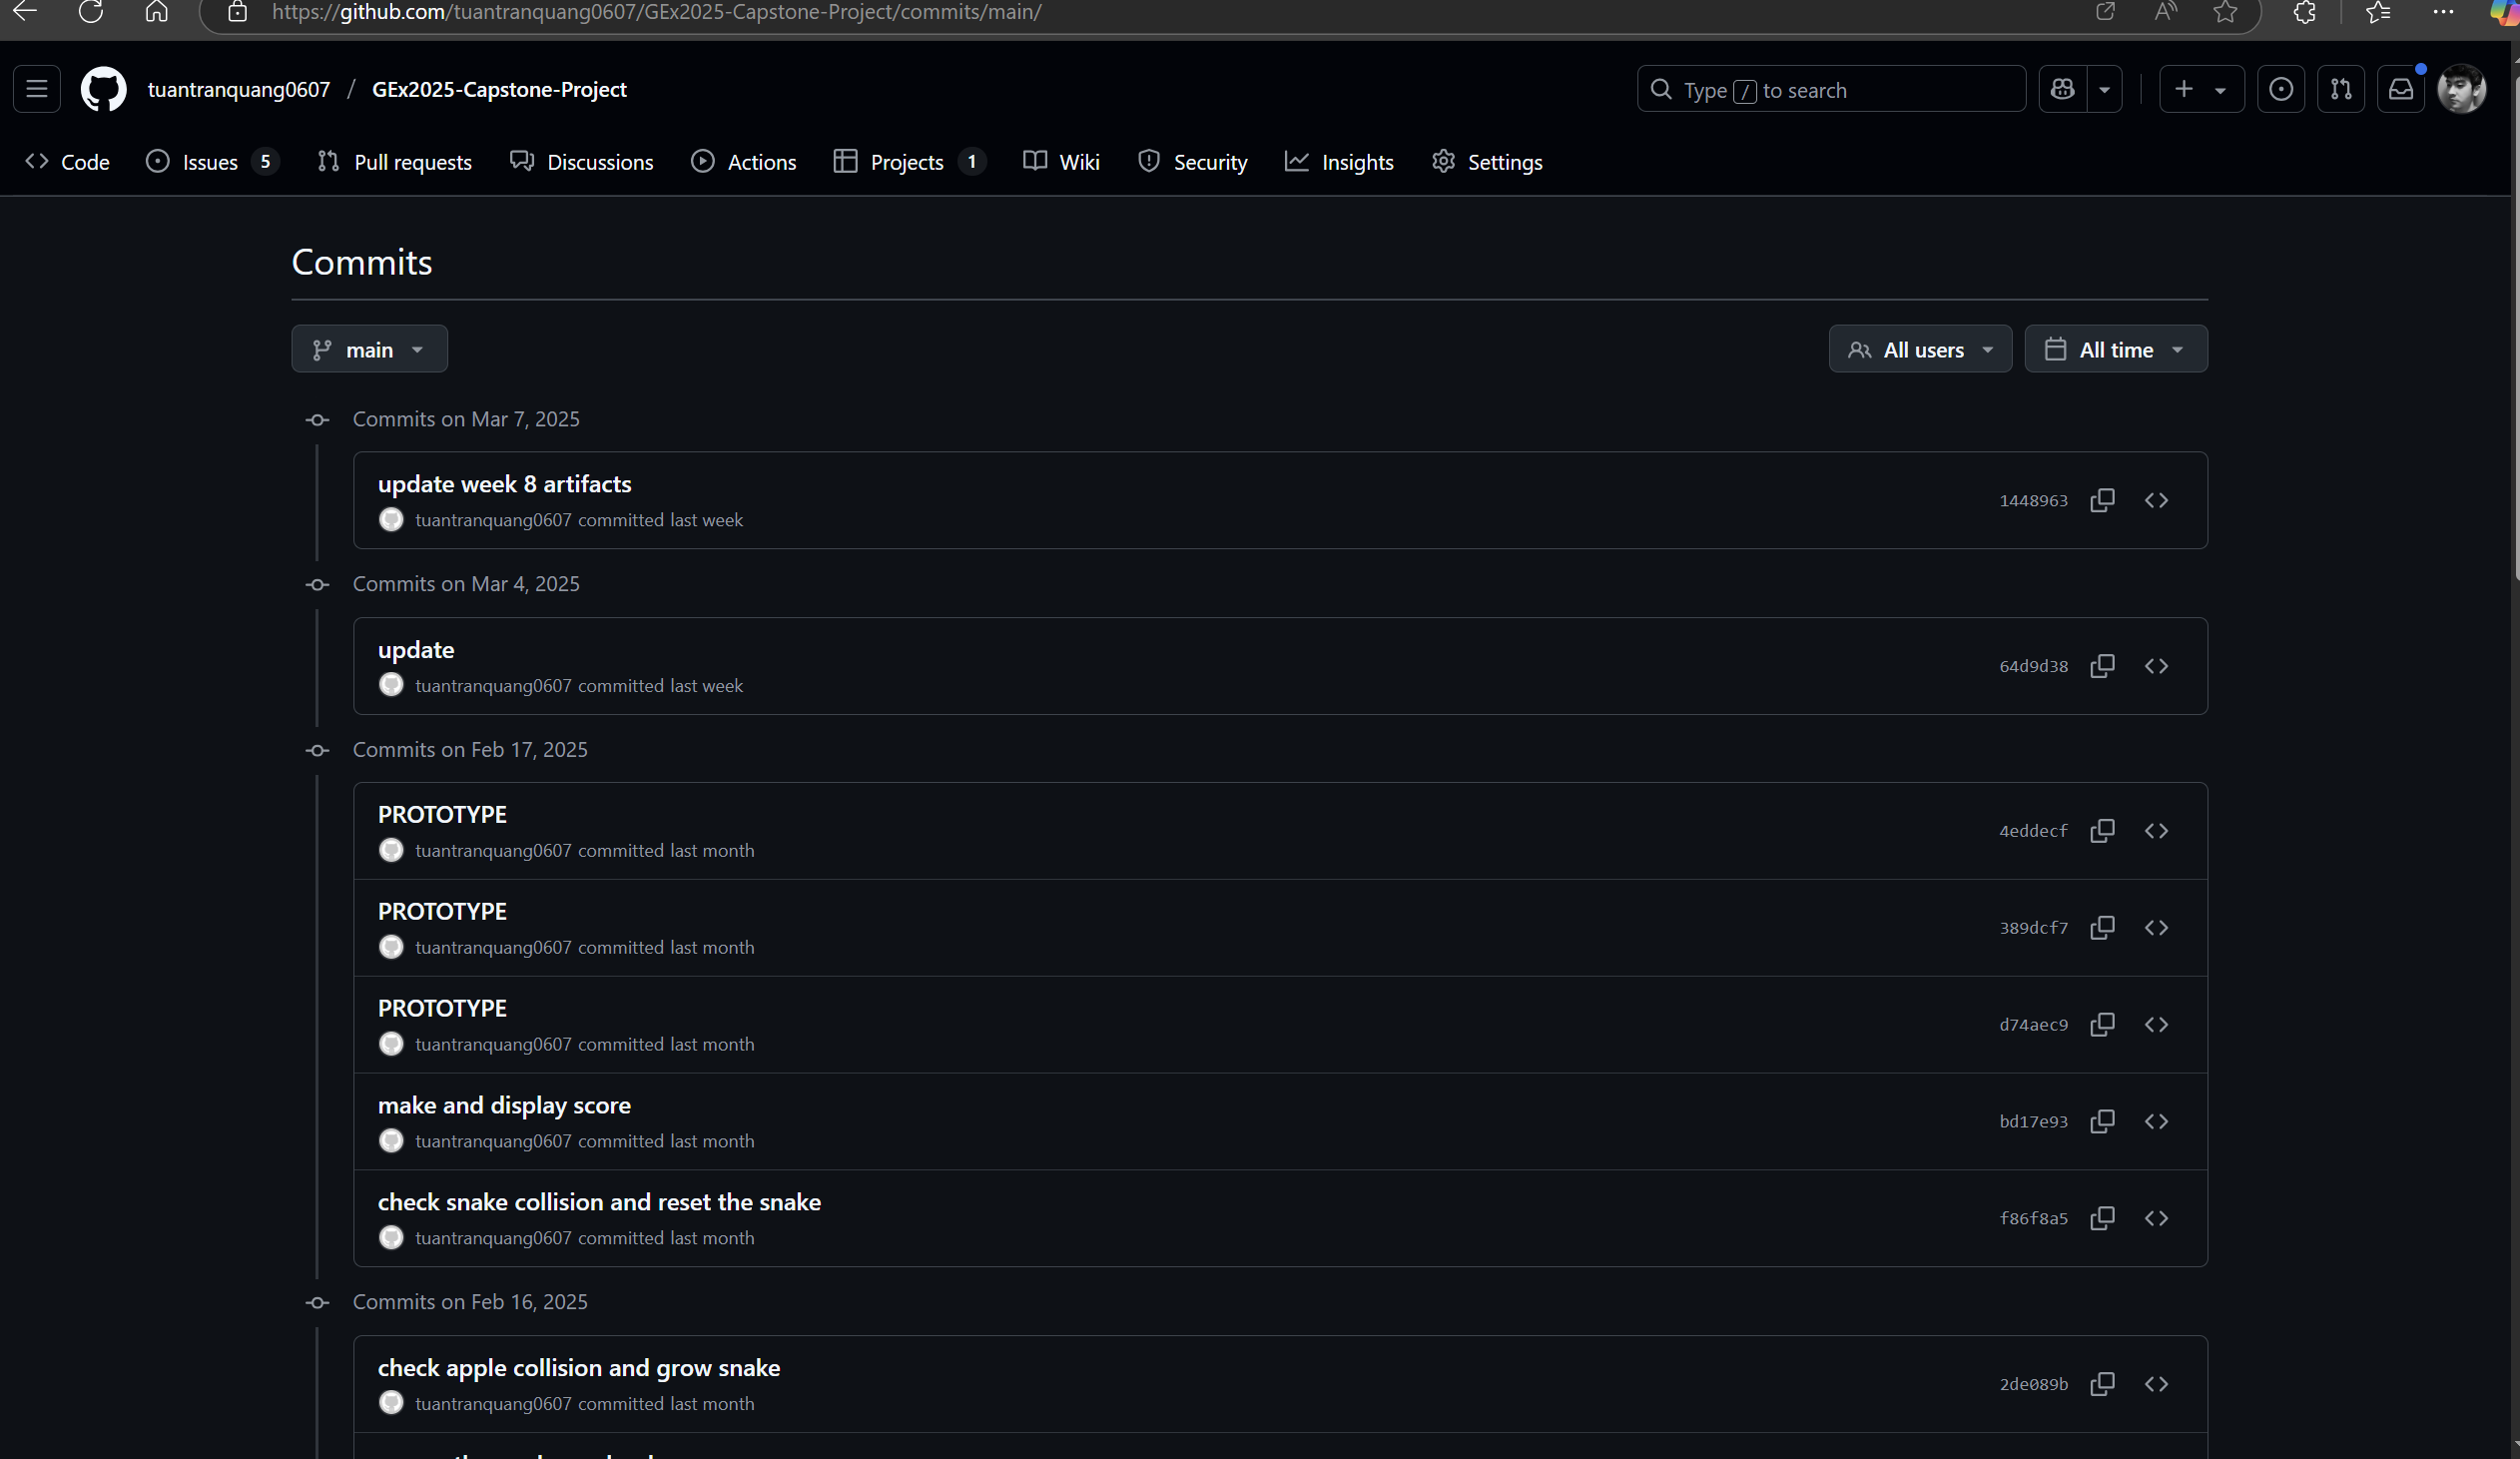 https://github.com/tuantranquang0607/GEx2025-Capstone-Project/commits/main/
tuantranquang0607 / GEx2025-Capstone-Project
Type / to search
Code
Issues 5
Pull requests
Discussions
Actions
Projects 1
Wiki
Security
Insights
Settings
Commits
main
All users
All time
Commits on Mar 7, 2025
update week 8 artifacts
1448963
tuantranquang0607 committed last week
Commits on Mar 4, 2025
update
64d9d38
tuantranquang0607 committed last week
Commits on Feb 17, 2025
PROTOTYPE
4eddecf
tuantranquang0607 committed last month
PROTOTYPE
389dcf7
tuantranquang0607 committed last month
PROTOTYPE
d74aec9
tuantranquang0607 committed last month
make and display score
bd17e93
tuantranquang0607 committed last month
check snake collision and reset the snake
f86f8a5
tuantranquang0607 committed last month
Commits on Feb 16, 2025
check apple collision and grow snake
2de089b
tuantranquang0607 committed last month